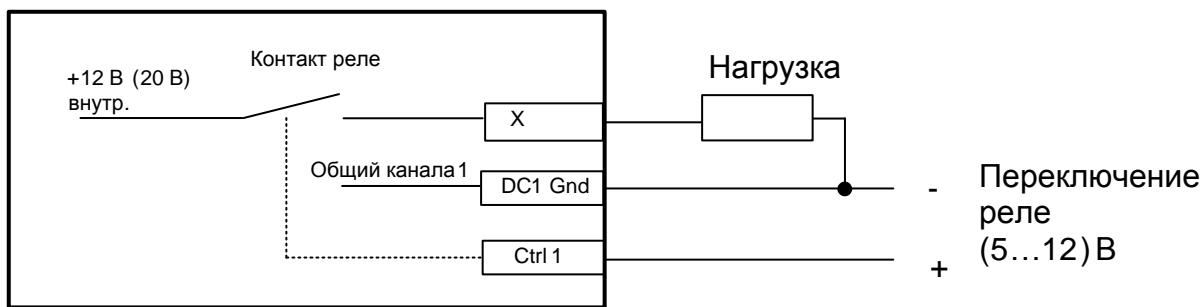 Контакт реле
+12 В (20 В)
внутр.
Нагрузка
X
Общий канала 1
DC1 Gnd
-
Переключение
реле
(5...12) В
Ctrl 1
+